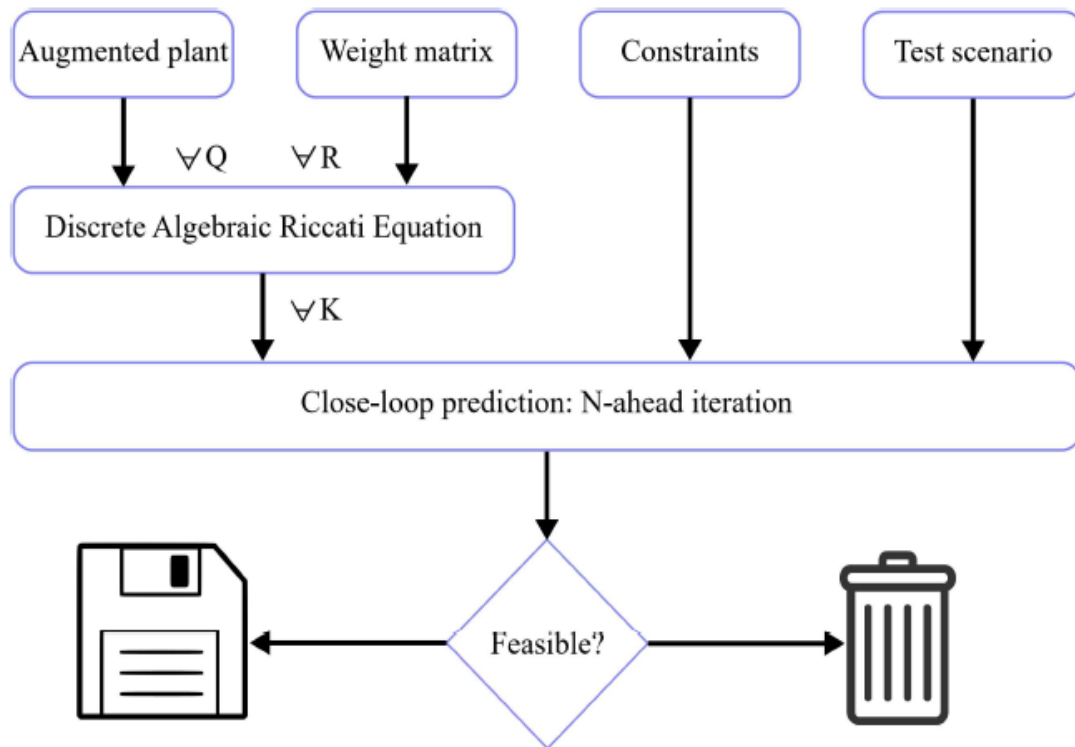 Augmented plant
Weight matrix
Constraints
Test scenario
∀Q
∀R
Discrete Algebraic Riccati Equation
∀K
Close-loop prediction: N-ahead iteration
Feasible?